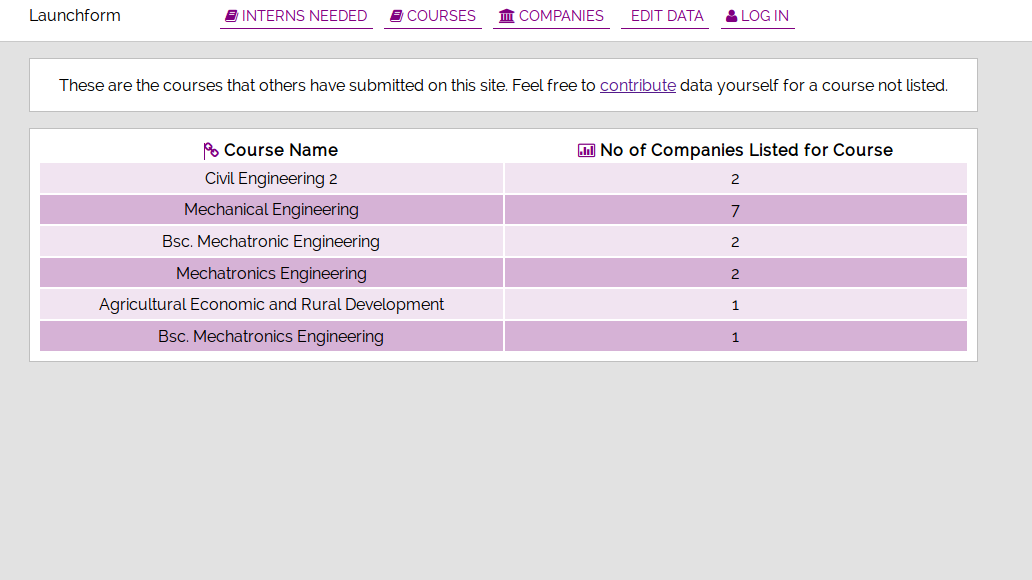 Launchform INTERNS NEEDED COURSES COMPANIES EDIT DATA LOG IN
These are the courses that others have submitted on this site. Feel free to contribute data yourself for a course not listed.
Course Name No of Companies Listed for Course
Civil Engineering 2 2
Mechanical Engineering 7
Bsc. Mechatronic Engineering 2
Mechatronics Engineering 2
Agricultural Economic and Rural Development 1
Bsc. Mechatronics Engineering 1